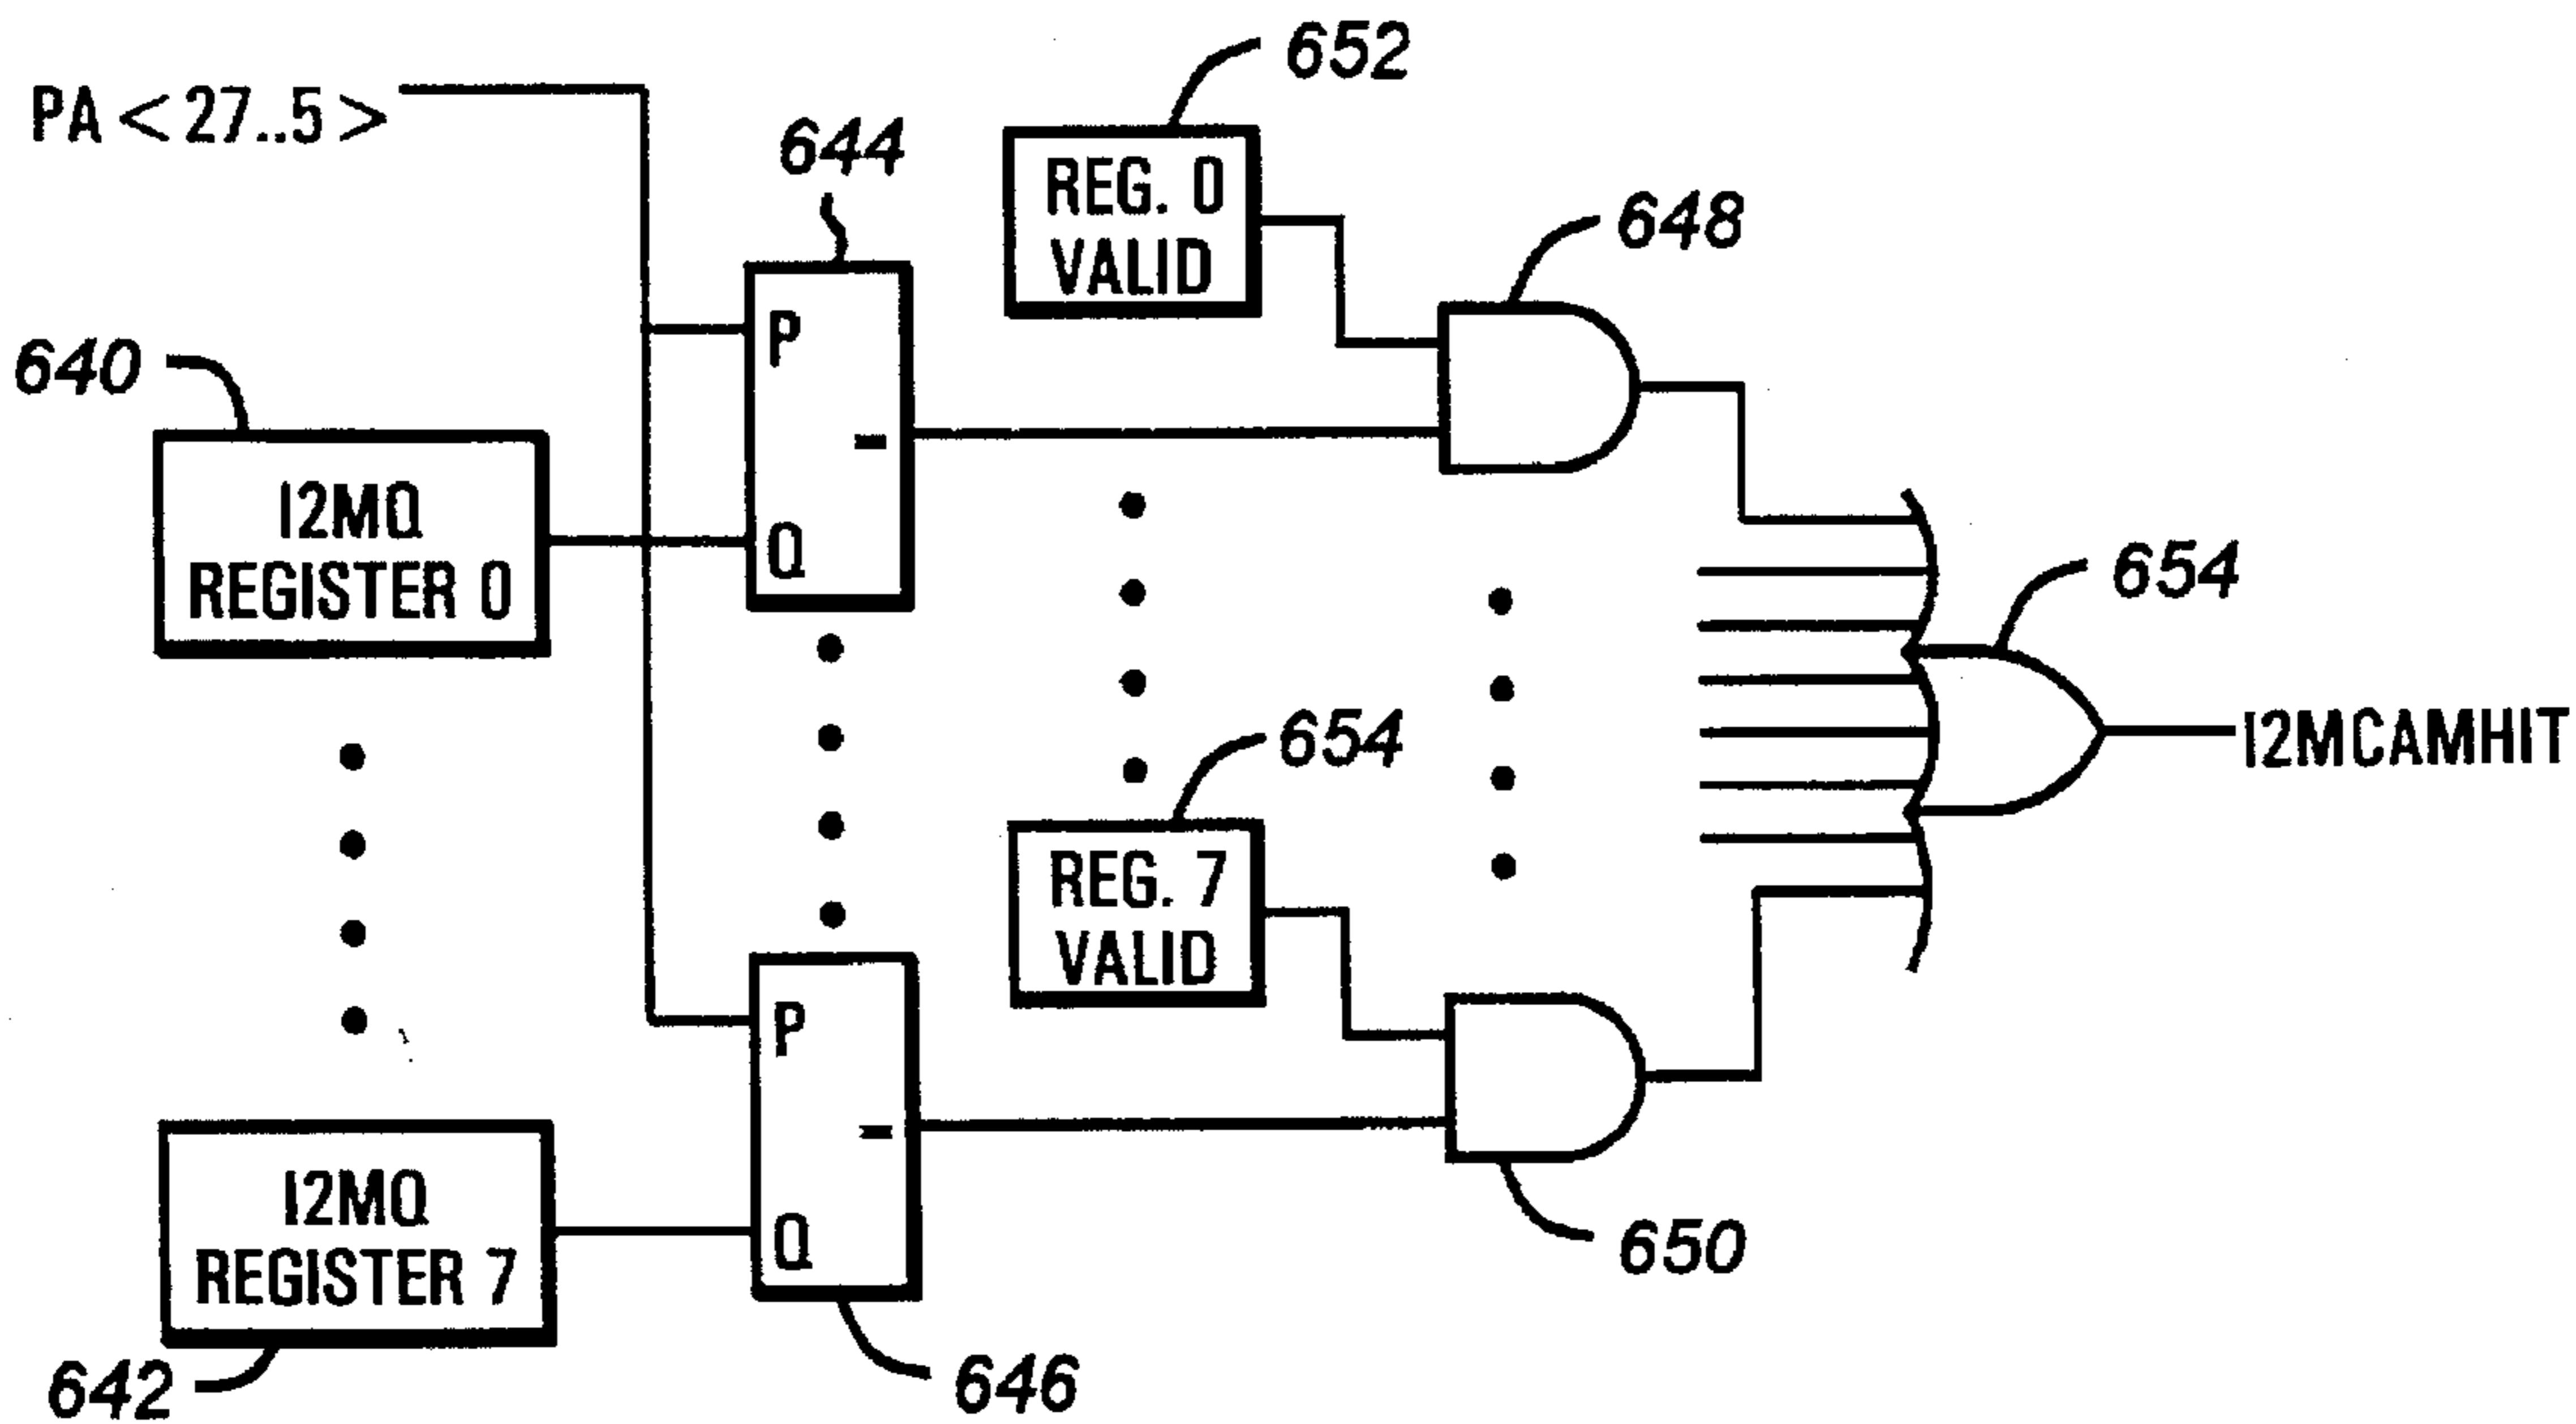 652
PA <27..5>
644
REG. 0
VALID
648
640
P
-
Q
I2MQ
REGISTER 0
654
I2MCAMHIT
654
REG. 7
VALID
P
-
Q
I2MQ
REGISTER 7
650
646
642